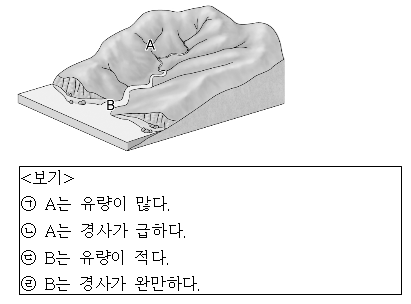 A
B
<보기>
㉠ A는 유량이 많다.
㉡ A는 경사가 급하다.
㉢ B는 유량이 적다.
㉣ B는 경사가 완만하다.